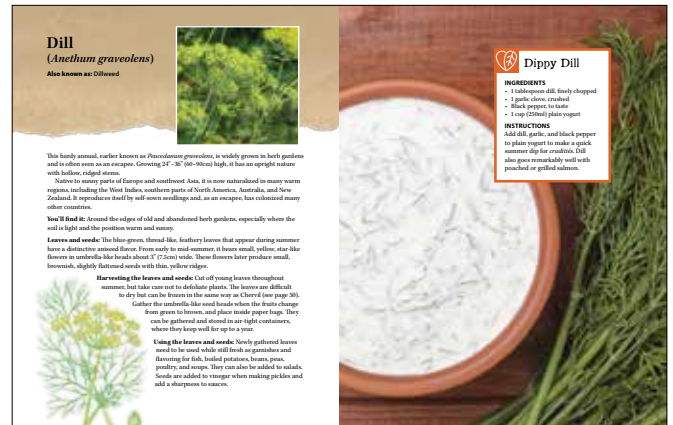 Dill
(Anethum graveolens)
Also known as: Dillweed
This hardy annual, earlier known as Peucedanum graveolens, is widely grown in herb gardens
and is often seen as an escape. Growing 24″–36″ (60–90cm) high, it has an upright nature
with hollow, ridged stems.
Native to sunny parts of Europe and southwest Asia, it is now naturalized in many warm
regions, including the West Indies, southern parts of North America, Australia, and New
Zealand. It reproduces itself by self-sown seedlings and, as an escape, has colonized many
other countries.
You'll find it: Around the edges of old and abandoned herb gardens, especially where the
soil is light and the position warm and sunny.
Leaves and seeds: The blue-green, thread-like, feathery leaves that appear during summer
have a distinctive aniseed flavor. From early to mid-summer, it bears small, yellow, star-like
flowers in umbrella-like heads about 3″ (7.5cm) wide. These flowers later produce small,
brownish, slightly flattened seeds with thin, yellow ridges.
Harvesting the leaves and seeds: Cut off young leaves throughout
summer, but take care not to defoliate plants. The leaves are difficult
to dry but can be frozen in the same way as Chervil (see page 50).
Gather the umbrella-like seed heads when the fruits change
from green to brown, and place inside paper bags. They
can be gathered and stored in air-tight containers,
where they keep well for up to a year.
Using the leaves and seeds: Newly gathered leaves
need to be used while still fresh as garnishes and
flavoring for fish, boiled potatoes, beans, peas,
poultry, and soups. They can also be added to salads.
Seeds are added to vinegar when making pickles and
add a sharpness to sauces.
Dippy Dill
INGREDIENTS
• 1 tablespoon dill, finely chopped
• 1 garlic clove, crushed
• Black pepper, to taste
• 1 cup (250ml) plain yogurt
INSTRUCTIONS
Add dill, garlic, and black pepper
to plain yogurt to make a quick
summer dip for crudités. Dill
also goes remarkably well with
poached or grilled salmon.